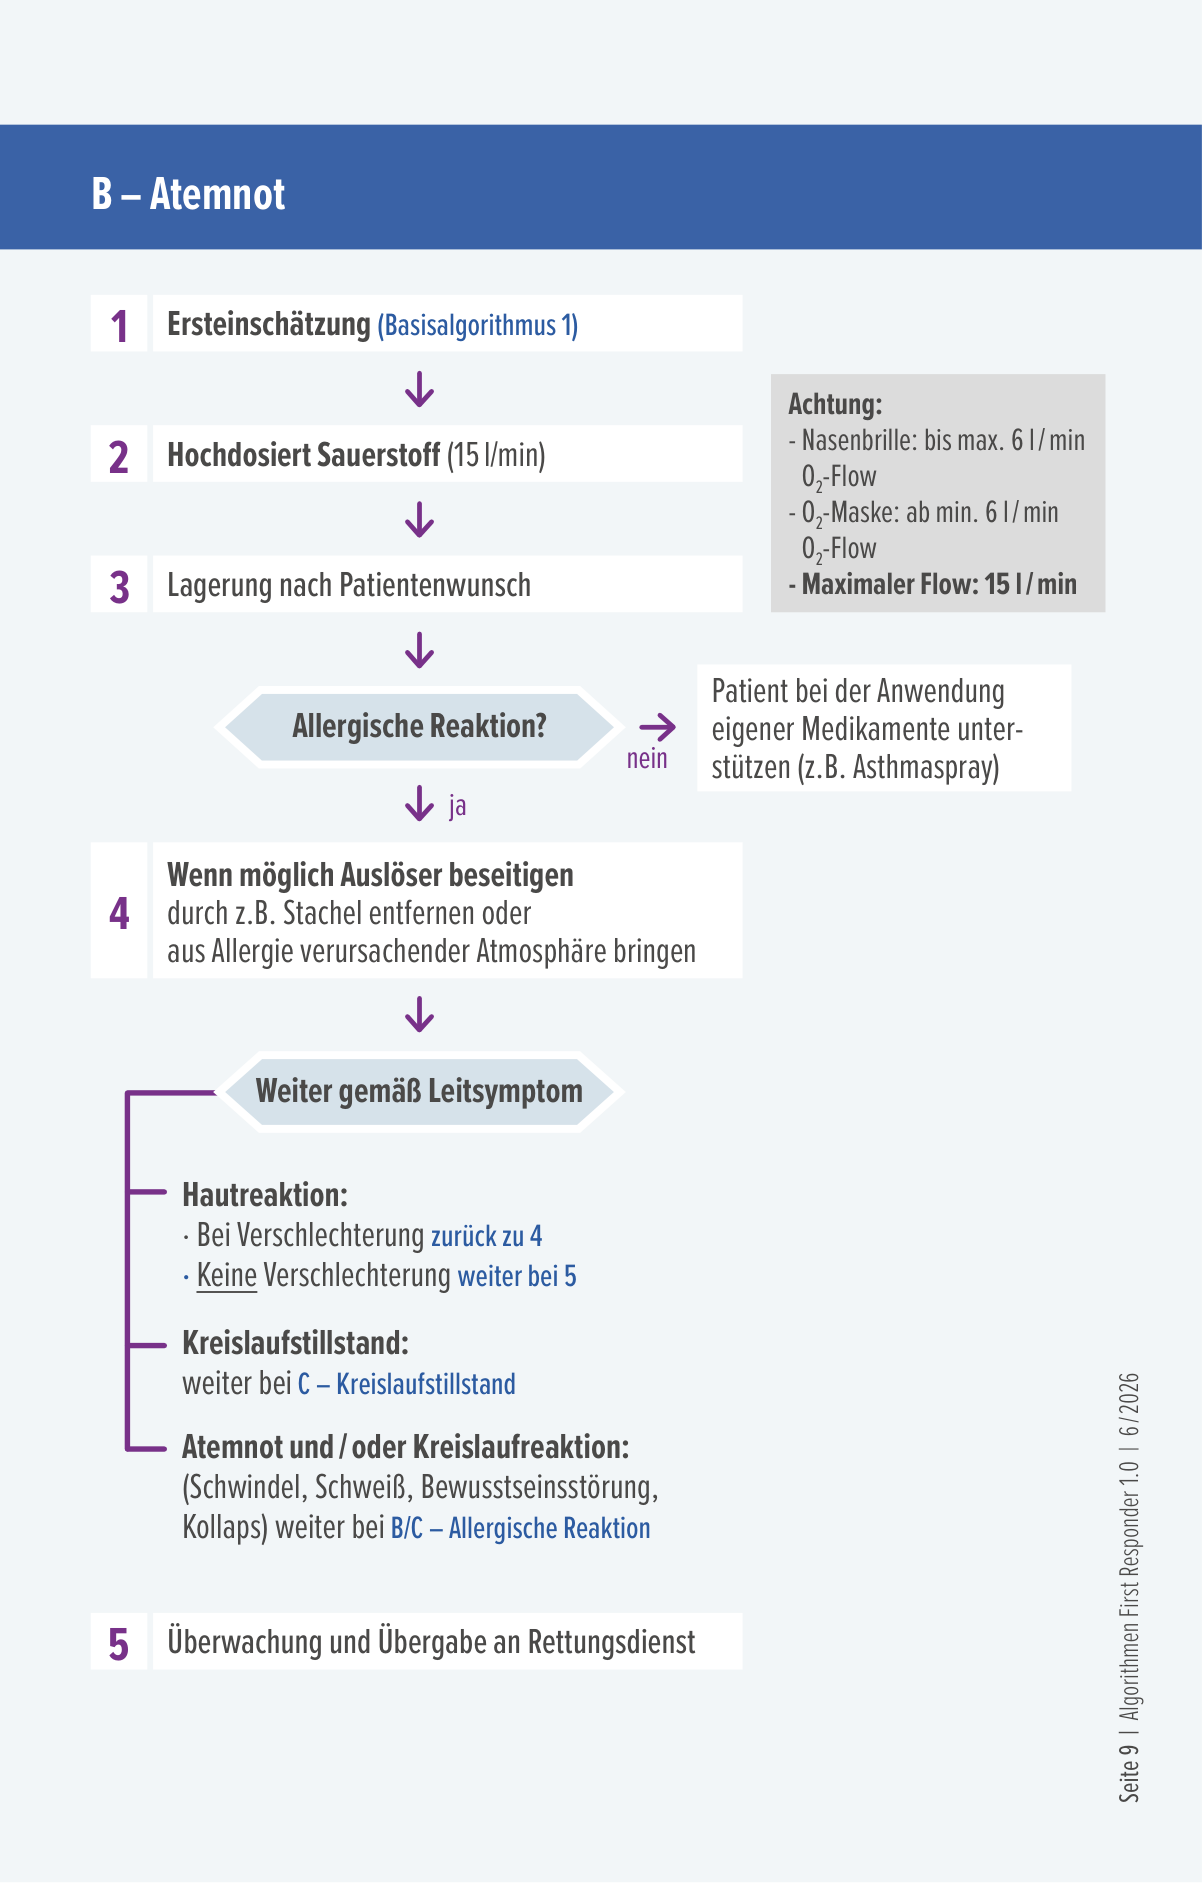 B – Atemnot
1 Ersteinschätzung (Basisalgorithmus 1)
2 Hochdosiert Sauerstoff (15 l/min)
3 Lagerung nach Patientenwunsch
Achtung:
- Nasenbrille: bis max. 6 l / min
O₂-Flow
- O₂-Maske: ab min. 6 l / min
O₂-Flow
- Maximaler Flow: 15 l / min
Allergische Reaktion?
nein
Patient bei der Anwendung
eigener Medikamente unter-
stützen (z.B. Asthmaspray)
ja
4 Wenn möglich Auslöser beseitigen
durch z.B. Stachel entfernen oder
aus Allergie verursachender Atmosphäre bringen
Weiter gemäß Leitsymptom
Hautreaktion:
· Bei Verschlechterung zurück zu 4
· Keine Verschlechterung weiter bei 5
Kreislaufstillstand:
weiter bei C – Kreislaufstillstand
Atemnot und / oder Kreislaufreaktion:
(Schwindel, Schweiß, Bewusstseinsstörung,
Kollaps) weiter bei B/C – Allergische Reaktion
5 Überwachung und Übergabe an Rettungsdienst
Seite 9 | Algorithmen First Responder 1.0 | 6 / 2026